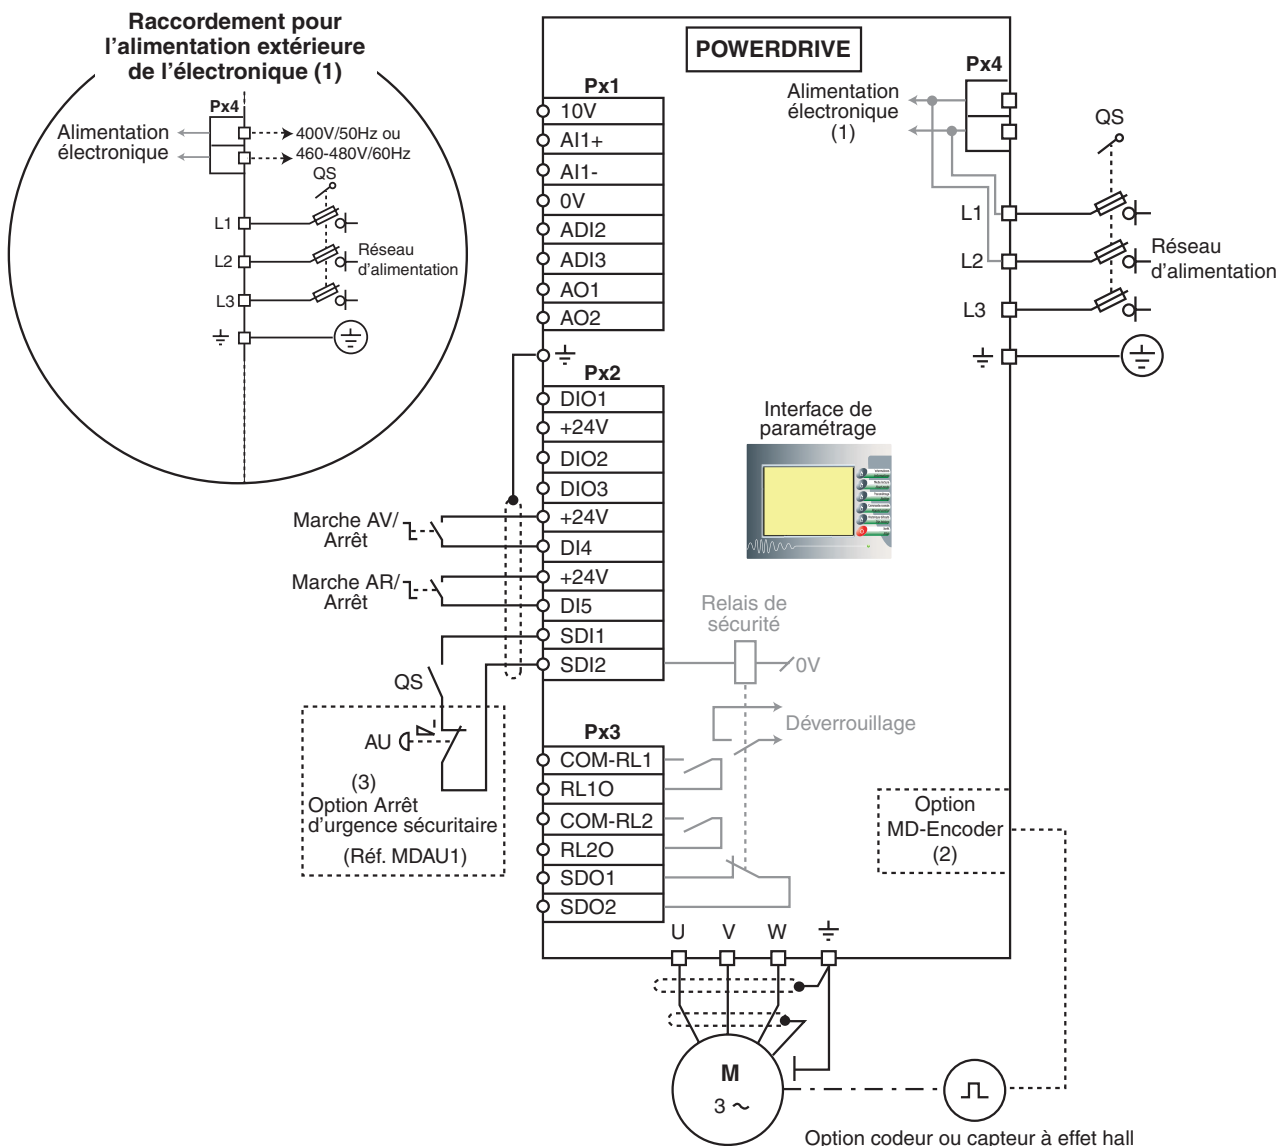 Raccordement pour
l'alimentation extérieure
de l'électronique (1)
Px4
Alimentation
électronique
400V/50Hz ou
460-480V/60Hz
QS
L1
L2
L3
Réseau
d'alimentation
POWERDRIVE
Px1
10V
AI1+
AI1-
0V
ADI2
ADI3
AO1
AO2
Px2
DIO1
+24V
DIO2
DIO3
+24V
DI4
+24V
DI5
SDI1
SDI2
Px3
COM-RL1
RL1O
COM-RL2
RL2O
SDO1
SDO2
Alimentation
électronique
(1)
Px4
QS
L1
L2
L3
Réseau
d'alimentation
Interface de
paramétrage
Marche AV/
Arrêt
Marche AR/
Arrêt
QS
AU
(3)
Option Arrêt
d'urgence sécuritaire
(Réf. MDAU1)
Relais de
sécurité
0V
Déverrouillage
Option
MD-Encoder
(2)
U
V
W
M
3 ~
Option codeur ou capteur à effet hall